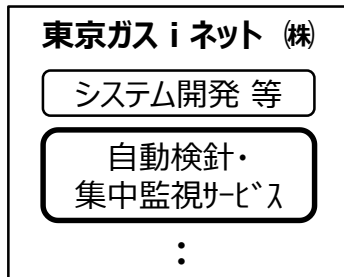 東京ガスｉネット ㈱
システム開発 等
自動検針・
集中監視ｻｰﾋﾞｽ
：